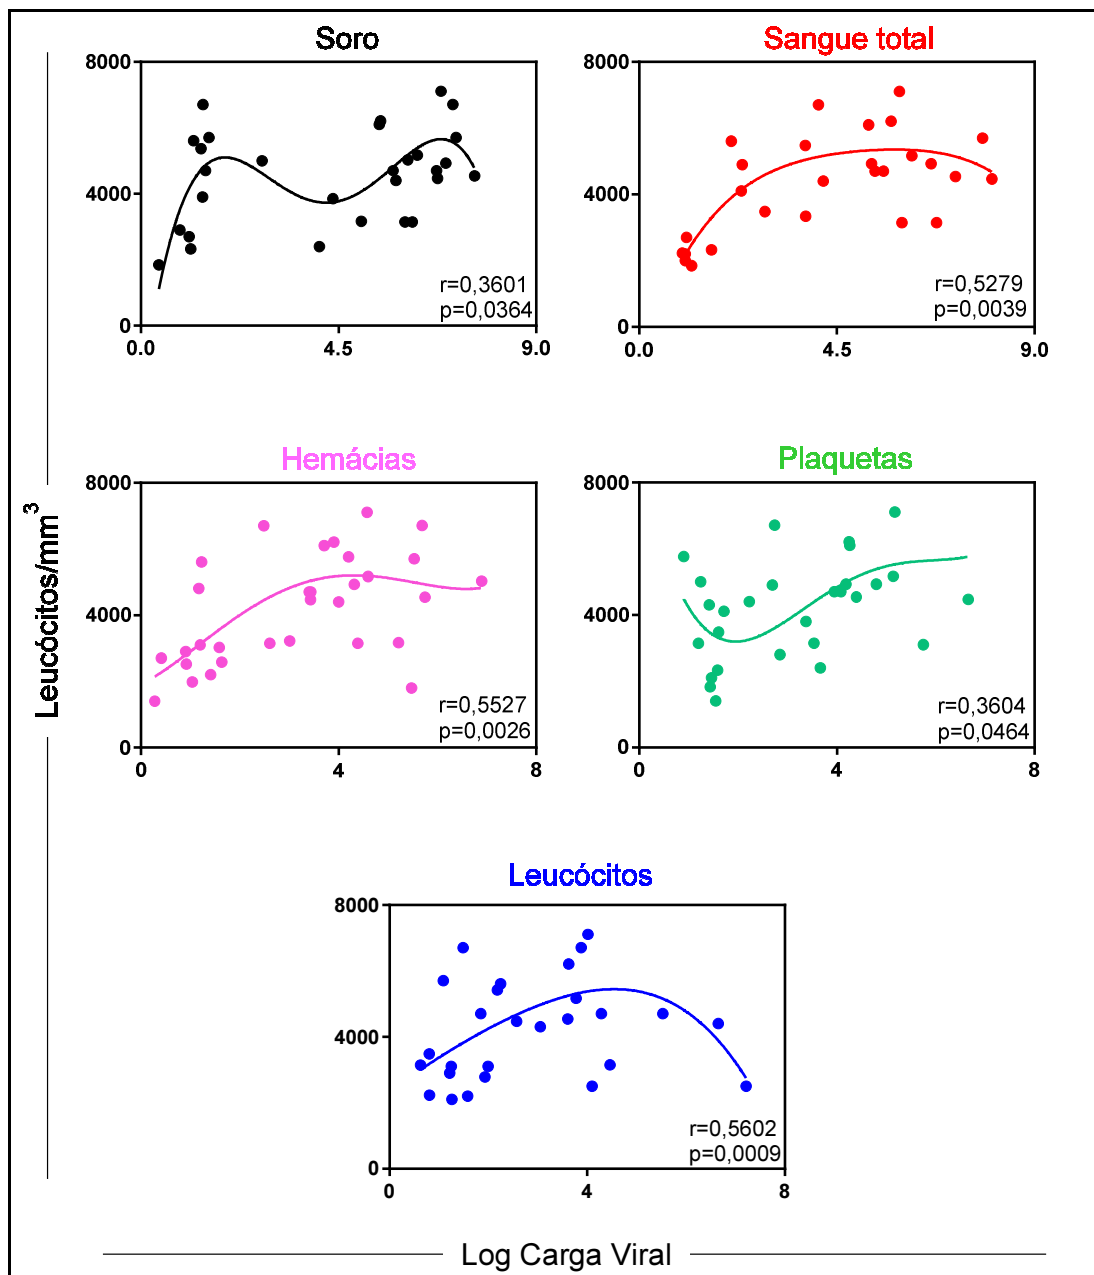 Soro
8000
4000
0
0.0
4.5
9.0
r=0,3601
p=0,0364
Sangue total
8000
4000
0
0.0
4.5
9.0
r=0,5279
p=0,0039
Hemácias
8000
4000
0
0
4
8
r=0,5527
p=0,0026
Plaquetas
8000
4000
0
0
4
8
r=0,3604
p=0,0464
Leucócitos
8000
4000
0
0
4
8
r=0,5602
p=0,0009
Leucócitos/mm³
Log Carga Viral